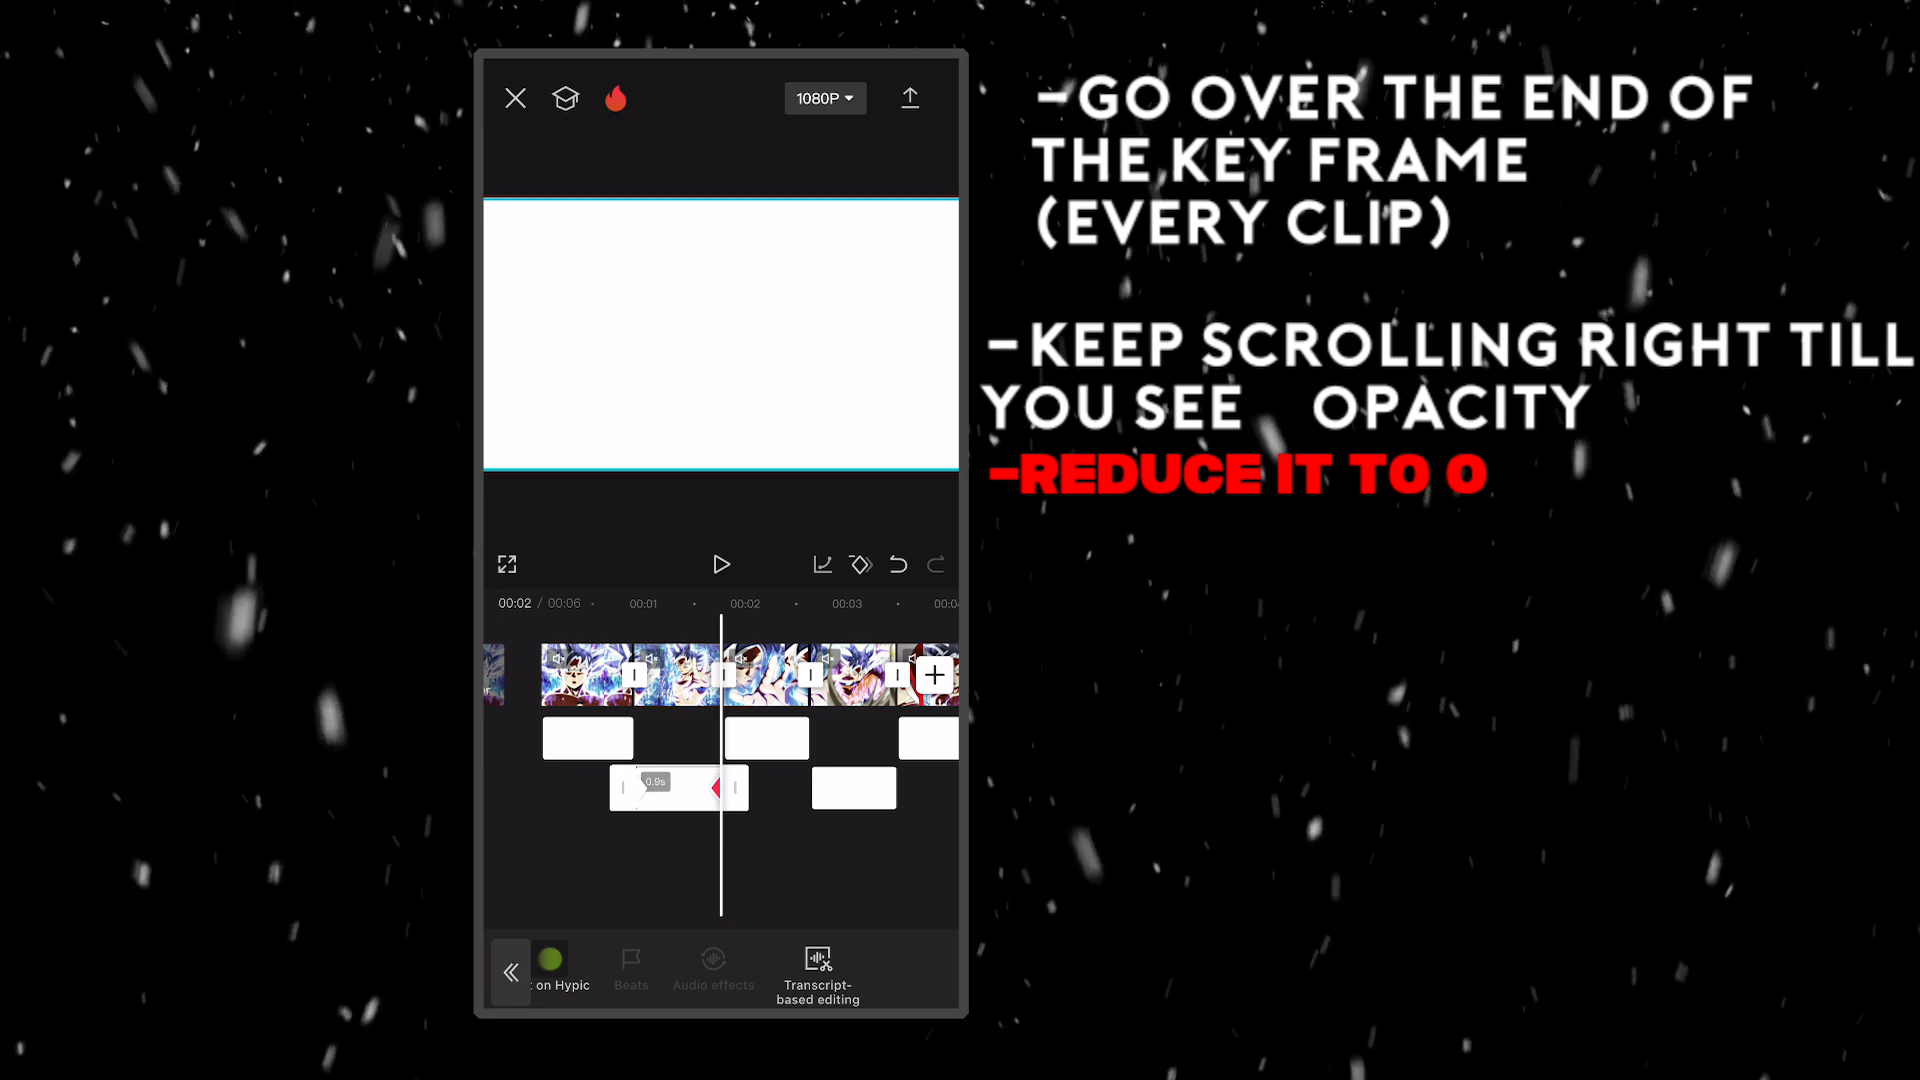 1080P
-GO OVER THE END OF
THE KEY FRAME
(EVERY CLIP)
-KEEP SCROLLING RIGHT TILL
YOU SEE OPACITY
-REDUCE IT TO 0
00:02 / 00:06
00:01
00:02
00:03
0.9s
on Hypic
Beats
Audio effects
Transcript-
based editing